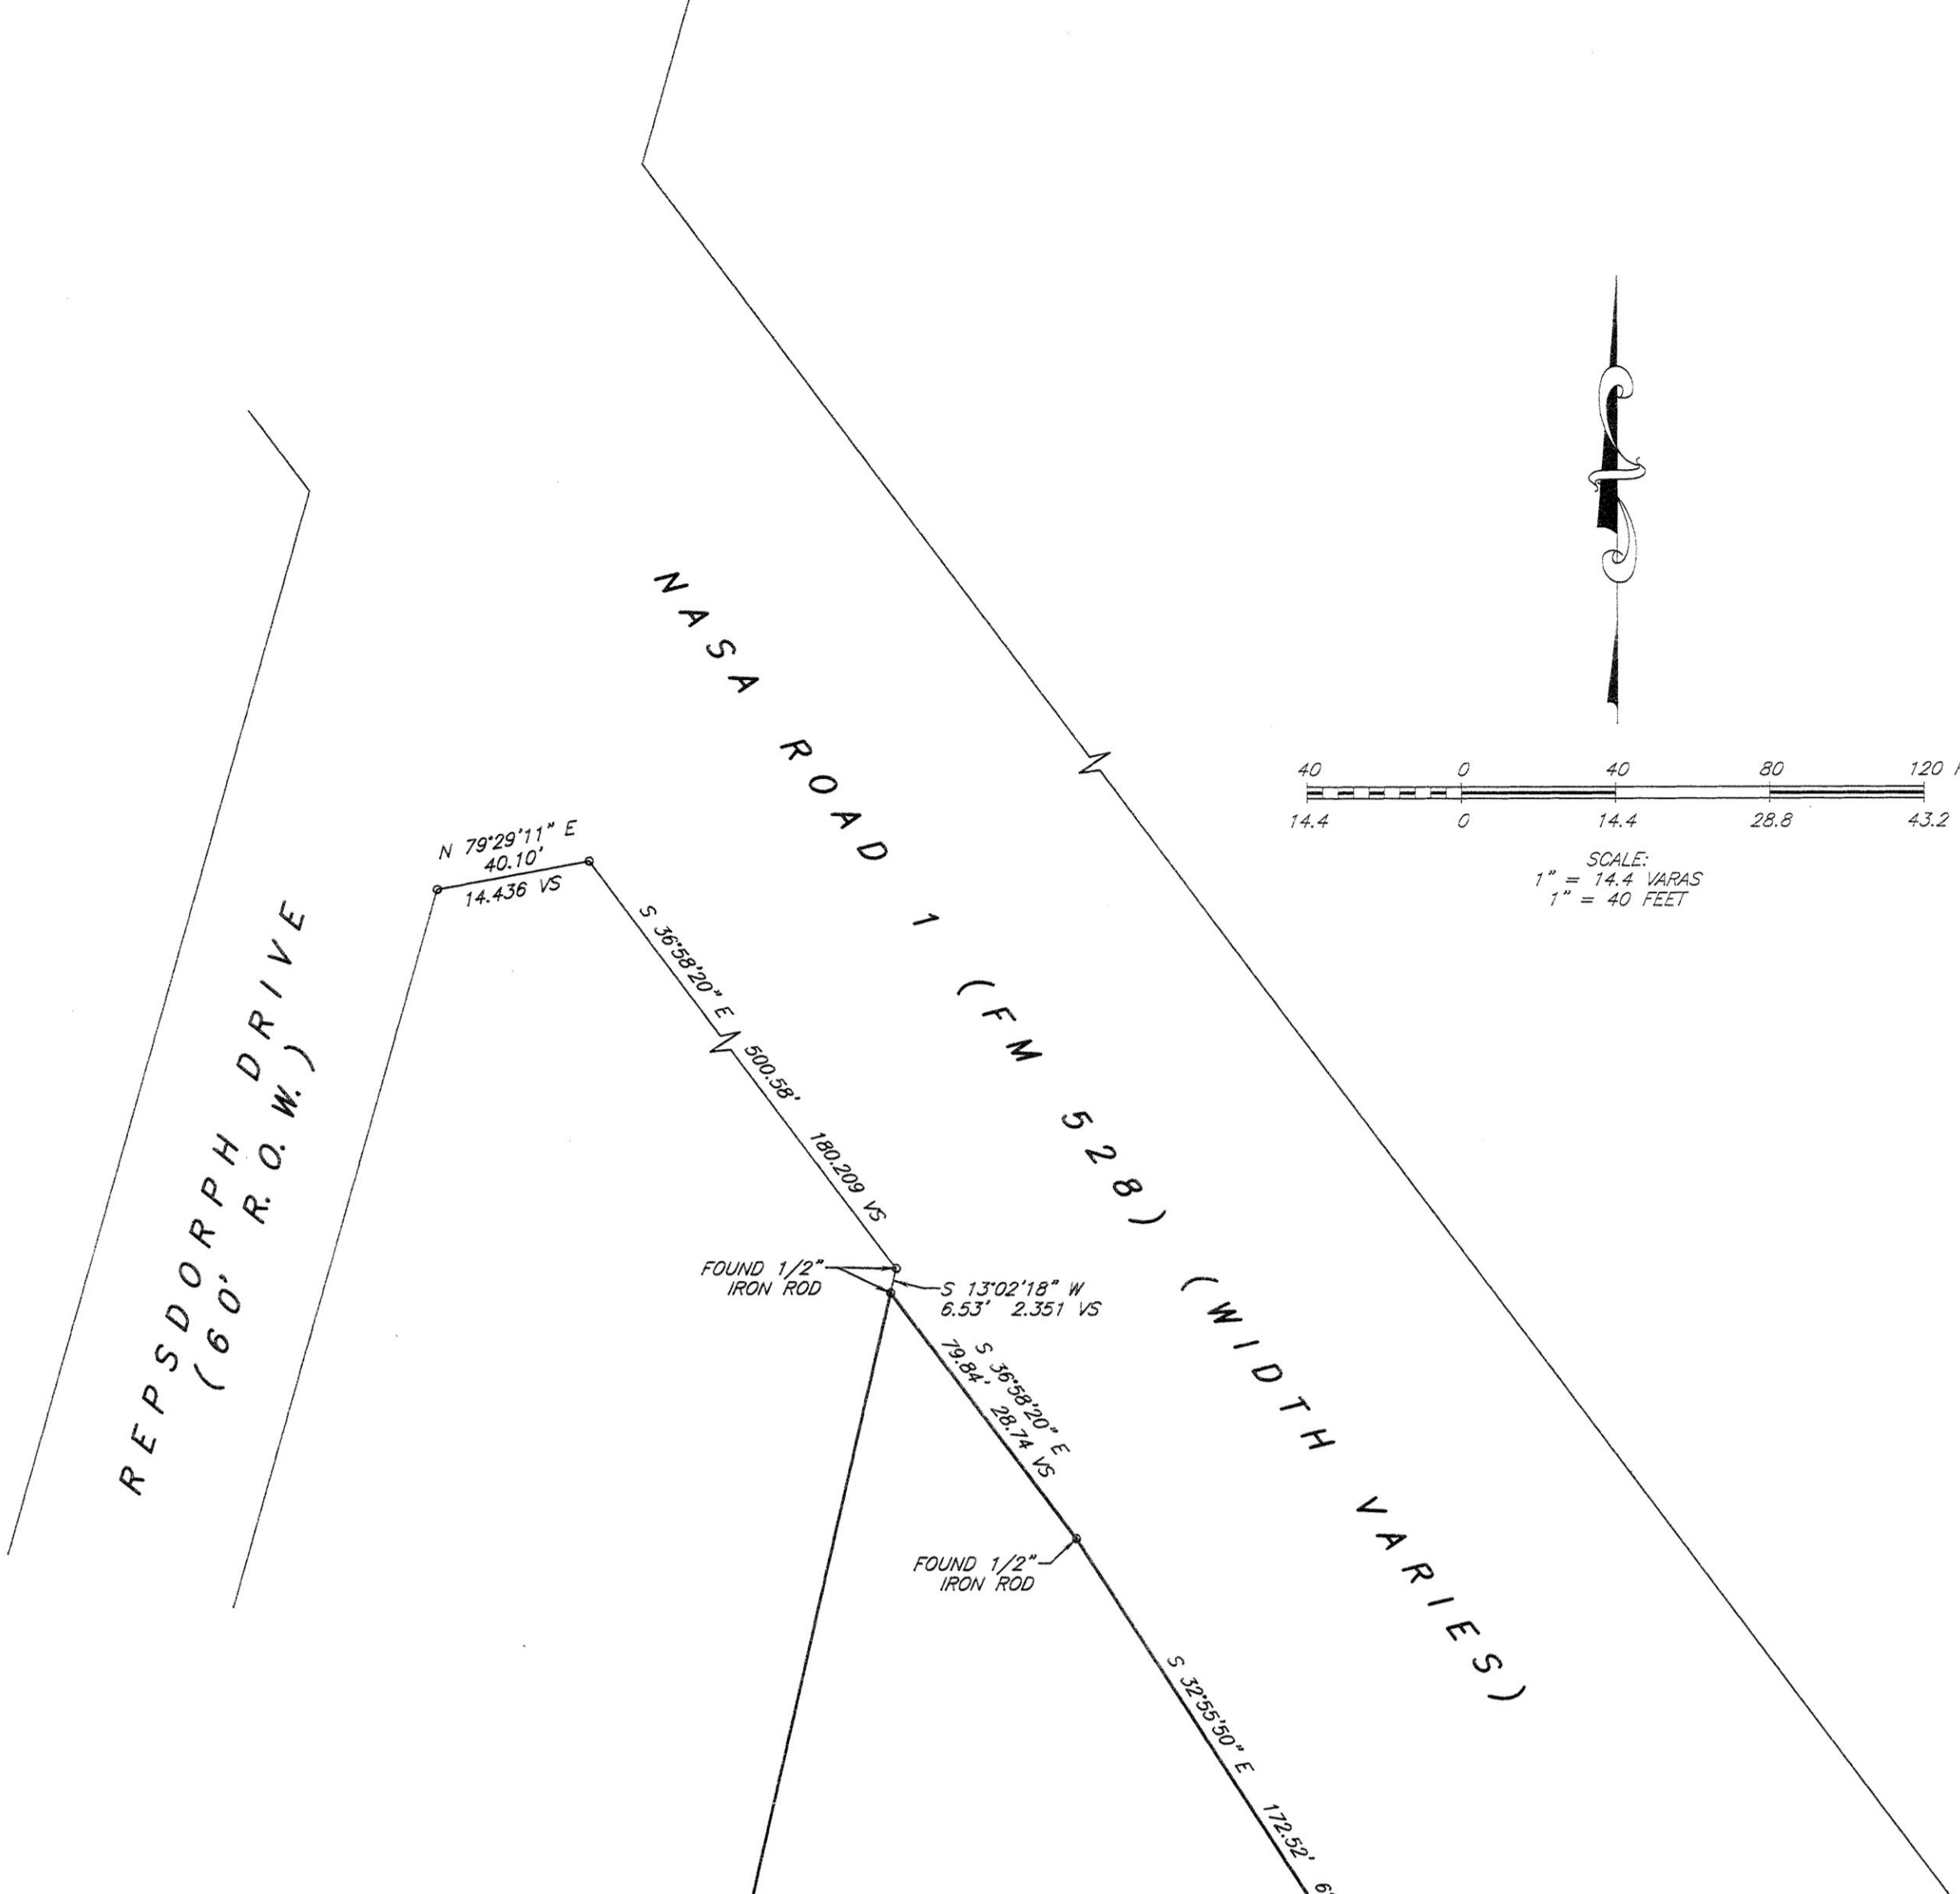 NASA ROAD 1 (FM 528) (WIDTH VARIES)
40 0 40 80 120
14.4 0 14.4 28.8 43.2
SCALE:
1" = 14.4 VARAS
1" = 40 FEET
N 79°29'11" E
40.10'
14.436 VS
S 36°58'20" E 500.58' 180.209 VS
REPSDORPH DRIVE
(60' R.O.W.)
FOUND 1/2"
IRON ROD
S 13°02'18" W
6.53' 2.351 VS
S 36°58'20" E
79.84' 28.74 VS
FOUND 1/2"
IRON ROD
S 32°55'50" E 172.52'